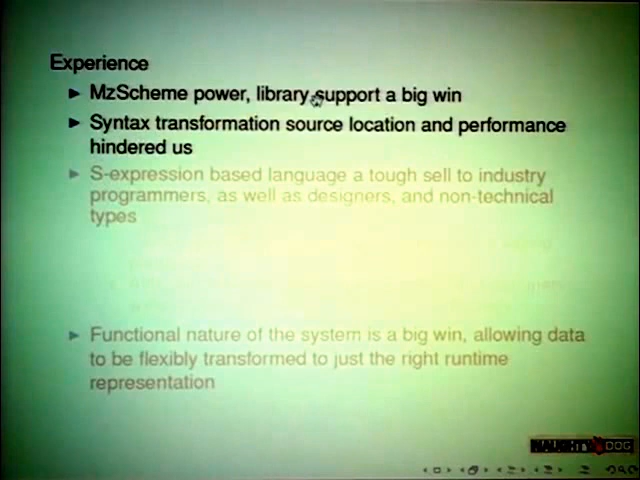 Experience
MzScheme power, library support a big win
Syntax transformation source location and performance
hindered us
S-expression based language a tough sell to industry
programmers, as well as designers, and non-technical
types
Functional nature of the system is a big win, allowing data
to be flexibly transformed to just the right runtime
representation
NAUGHTY DOG